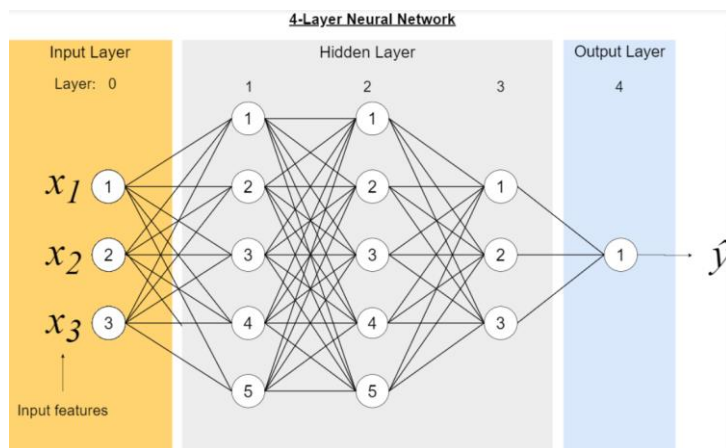 4-Layer Neural Network
Input Layer
Hidden Layer
Output Layer
Layer: 0
1
2
3
4
1
1
x1
1
2
2
1
x2
2
3
3
2
1
ŷ
x3
3
4
4
3
5
5
Input features